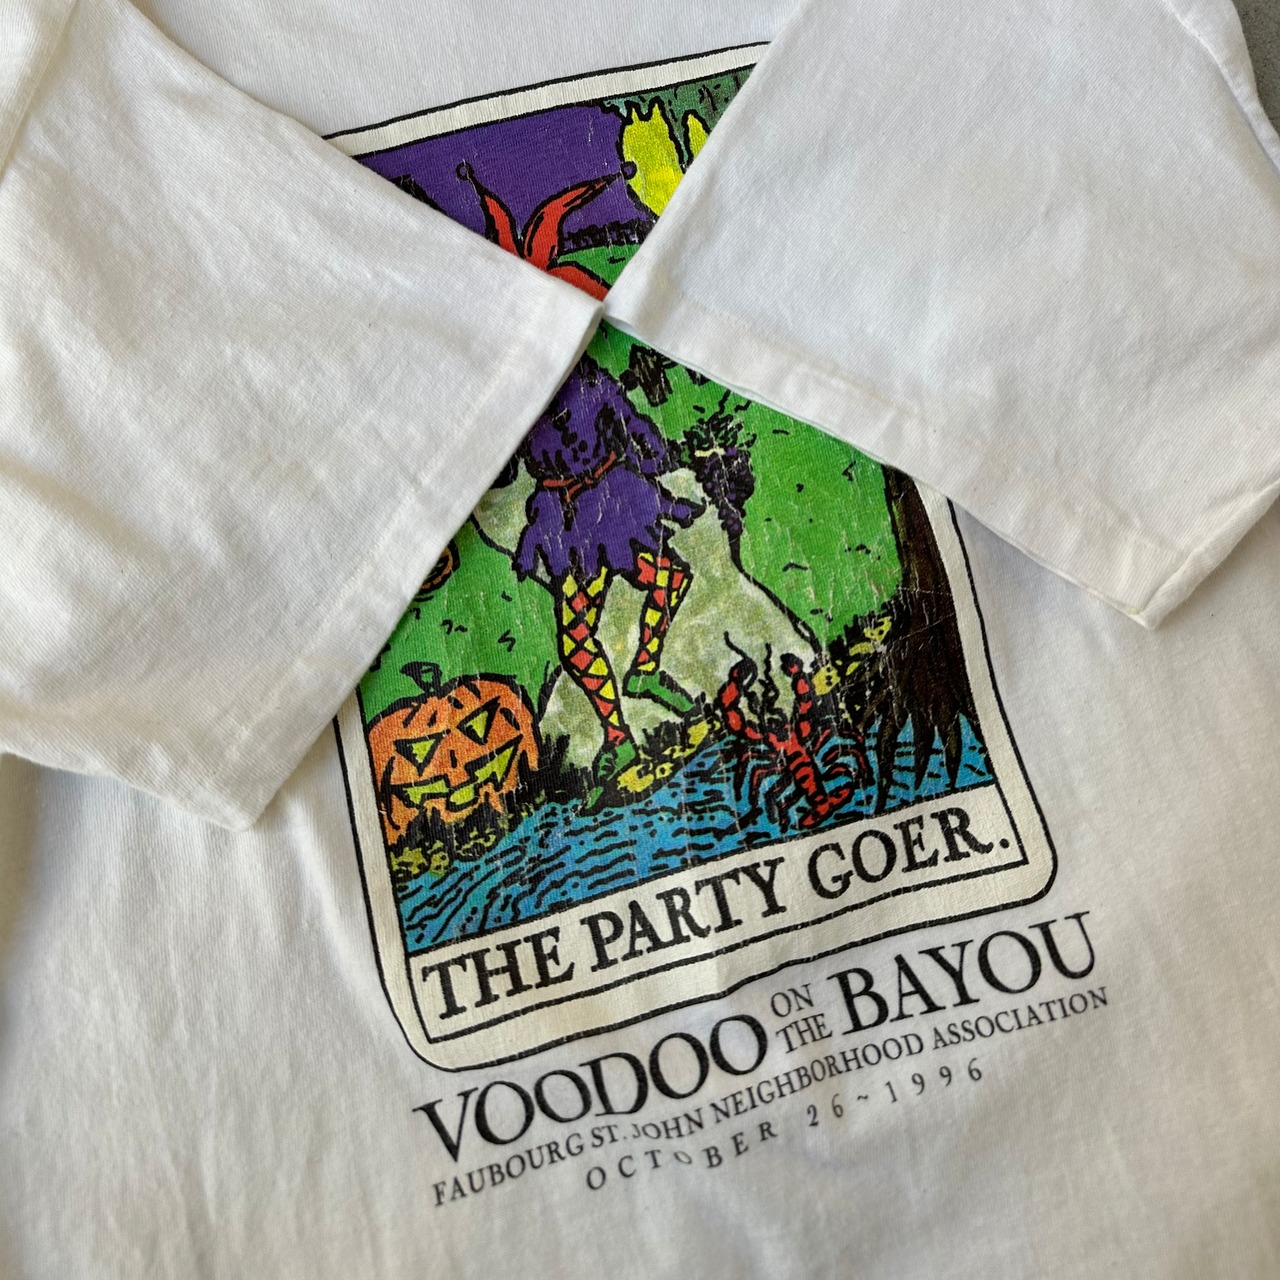 THE PARTY GOER.
VOODOO ON THE BAYOU
FAUBOURG ST. JOHN NEIGHBORHOOD ASSOCIATION
OCTOBER 26~1996